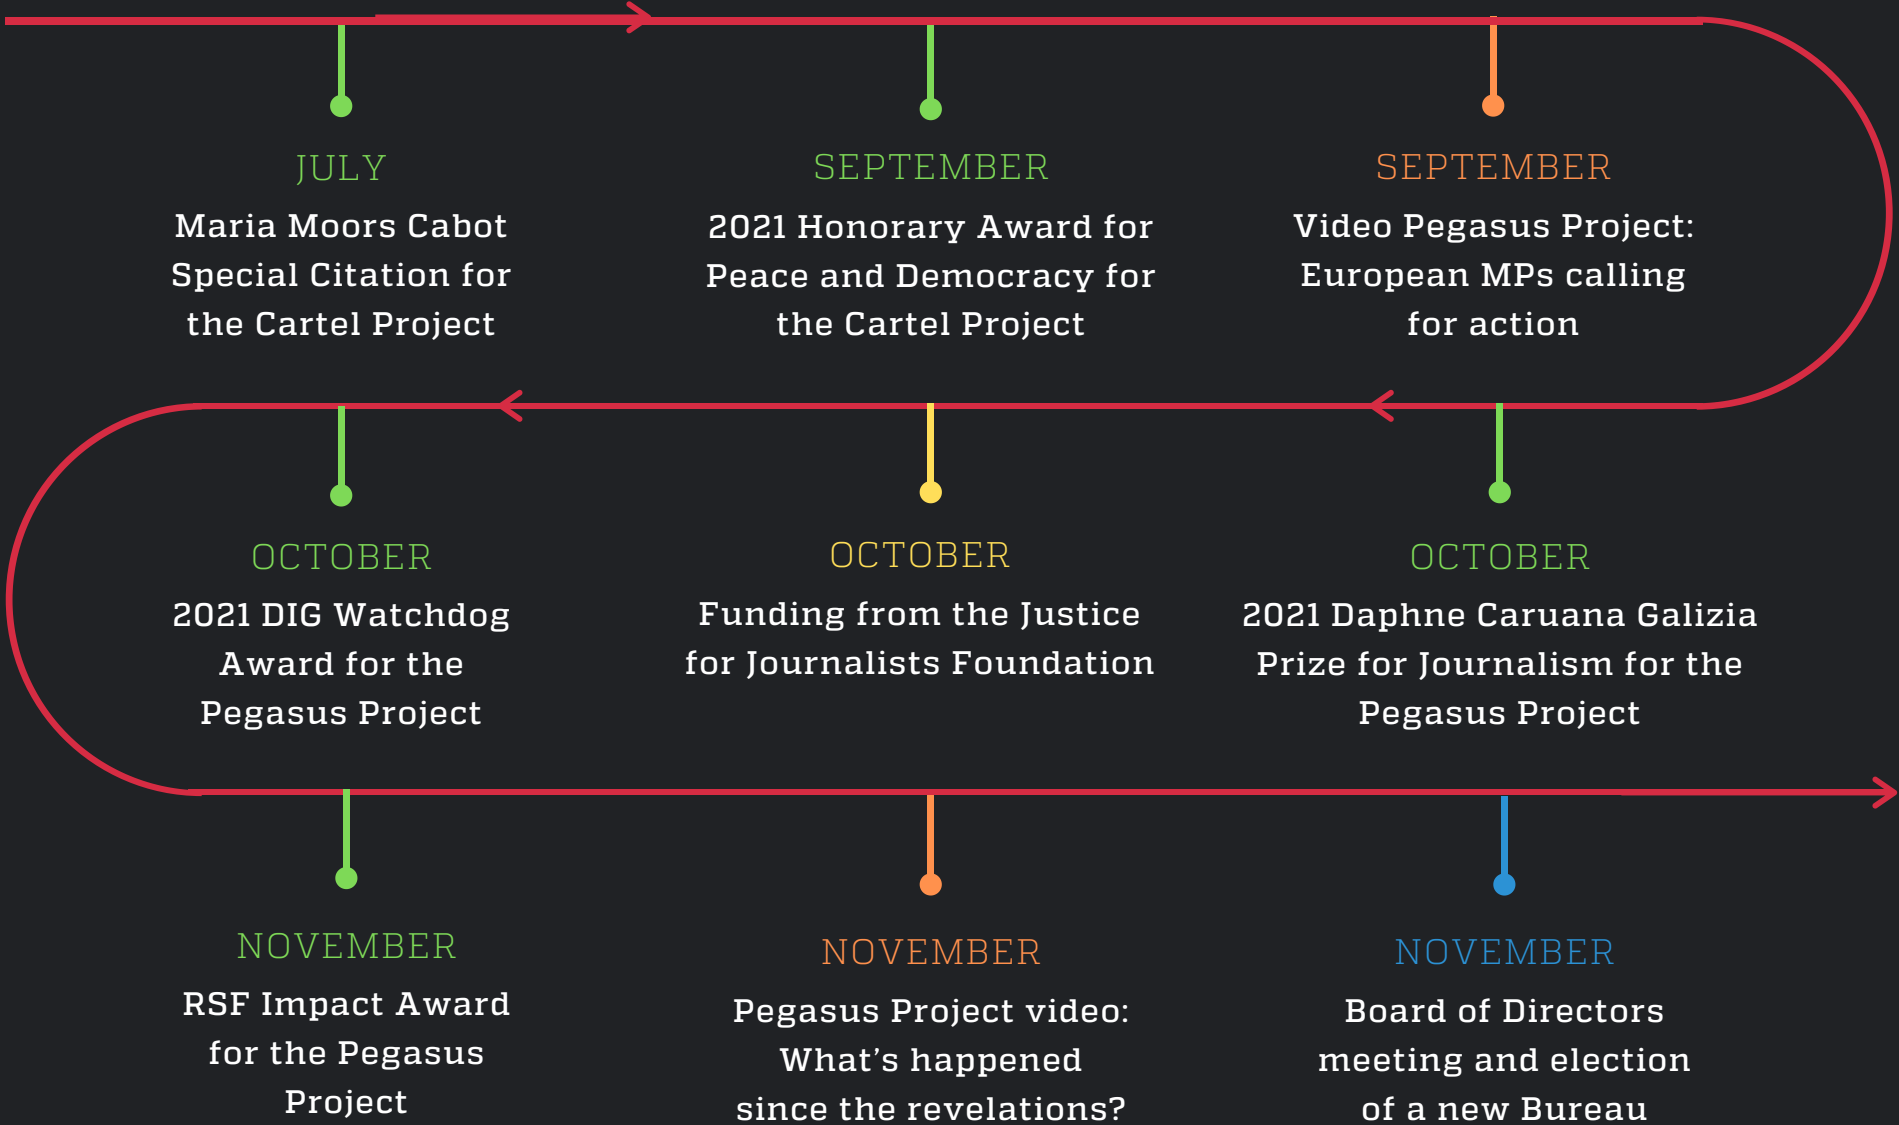 JULY
Maria Moors Cabot
Special Citation for
the Cartel Project
SEPTEMBER
2021 Honorary Award for
Peace and Democracy for
the Cartel Project
SEPTEMBER
Video Pegasus Project:
European MPs calling
for action
OCTOBER
2021 Daphne Caruana Galizia
Prize for Journalism for the
Pegasus Project
OCTOBER
Funding from the Justice
for Journalists Foundation
OCTOBER
2021 DIG Watchdog
Award for the
Pegasus Project
NOVEMBER
RSF Impact Award
for the Pegasus
Project
NOVEMBER
Pegasus Project video:
What’s happened
since the revelations?
NOVEMBER
Board of Directors
meeting and election
of a new Bureau